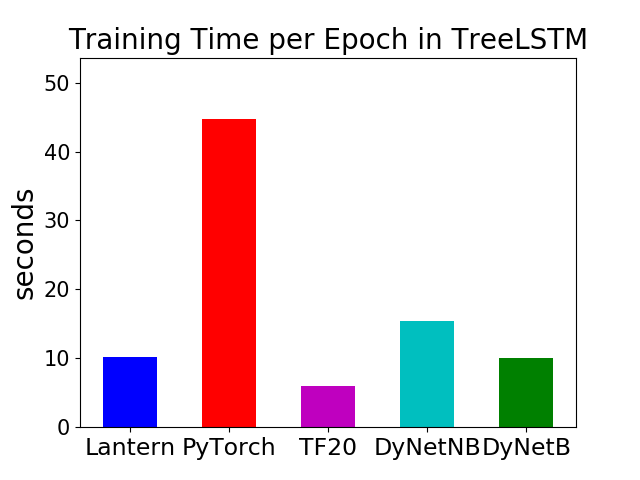 Training Time per Epoch in TreeLSTM
50
40
30
20
10
0
seconds
Lantern PyTorch TF20 DyNetNB DyNetB